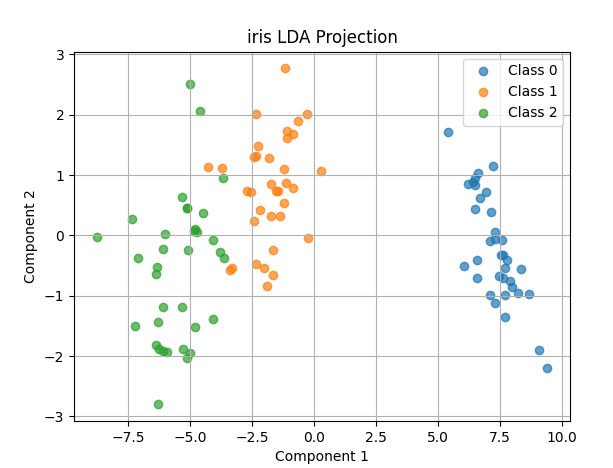 iris LDA Projection
3
2
1
0
−1
−2
−3
Component 2
Class 0
Class 1
Class 2
−7.5 −5.0 −2.5 0.0 2.5 5.0 7.5 10.0
Component 1